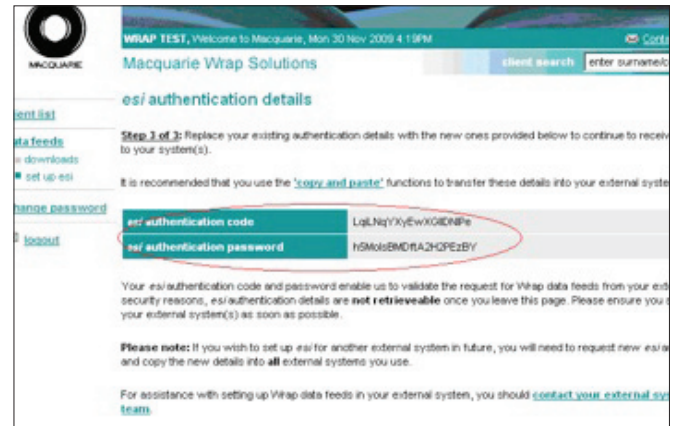 WRAP TEST, Welcome to Macquarie, Mon 30 Nov 2009 4:19PM
MACQUARIE
Macquarie Wrap Solutions
client search
enter surname/c
esi authentication details
ient list
Step 3 of 3: Replace your existing authentication details with the new ones provided below to continue to receiv
ata feeds
to your system(s).
downloads
set up esi
It is recommended that you use the 'copy and paste' functions to transfer these details into your external syste
hange password
esi authentication code
logout
esi authentication password
Your esi authentication code and password enable us to validate the request for Wrap data feeds from your ext
security reasons, esi authentication details are not retrieveable once you leave this page. Please ensure you
your external system(s) as soon as possible.
Please note: If you wish to set up esi for another external system in future, you will need to request new esi a
and copy the new details into all external systems you use.
For assistance with setting up Wrap data feeds in your external system, you should contact your external sys
team.